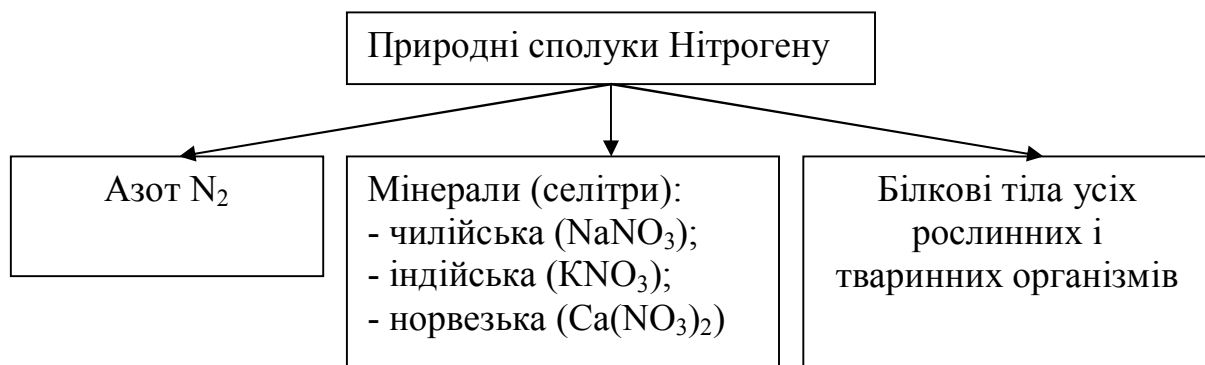 Природні сполуки Нітрогену
Азот N₂
Мінерали (селітри):
- чилійська (NaNO₃);
- індійська (KNO₃);
- норвезька (Ca(NO₃)₂)
Білкові тіла усіх
рослинних і
тваринних організмів